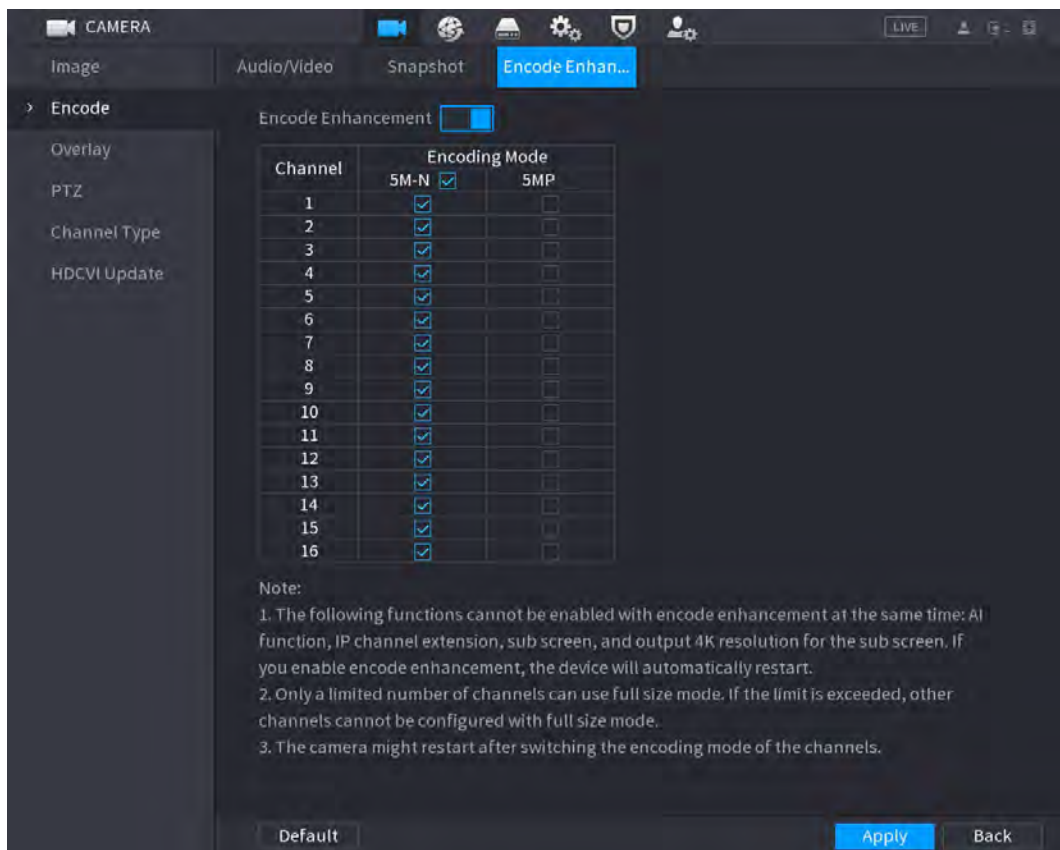 CAMERA
LIVE
Image
Audio/Video
Snapshot
Encode Enhan...
Encode
Overlay
PTZ
Channel Type
HDCVI Update
Encode Enhancement
Channel
Encoding Mode
5M-N
5MP
1
2
3
4
5
6
7
8
9
10
11
12
13
14
15
16
Note:
1. The following functions cannot be enabled with encode enhancement at the same time: AI
function, IP channel extension, sub screen, and output 4K resolution for the sub screen. If
you enable encode enhancement, the device will automatically restart.
2. Only a limited number of channels can use full size mode. If the limit is exceeded, other
channels cannot be configured with full size mode.
3. The camera might restart after switching the encoding mode of the channels.
Default
Apply
Back